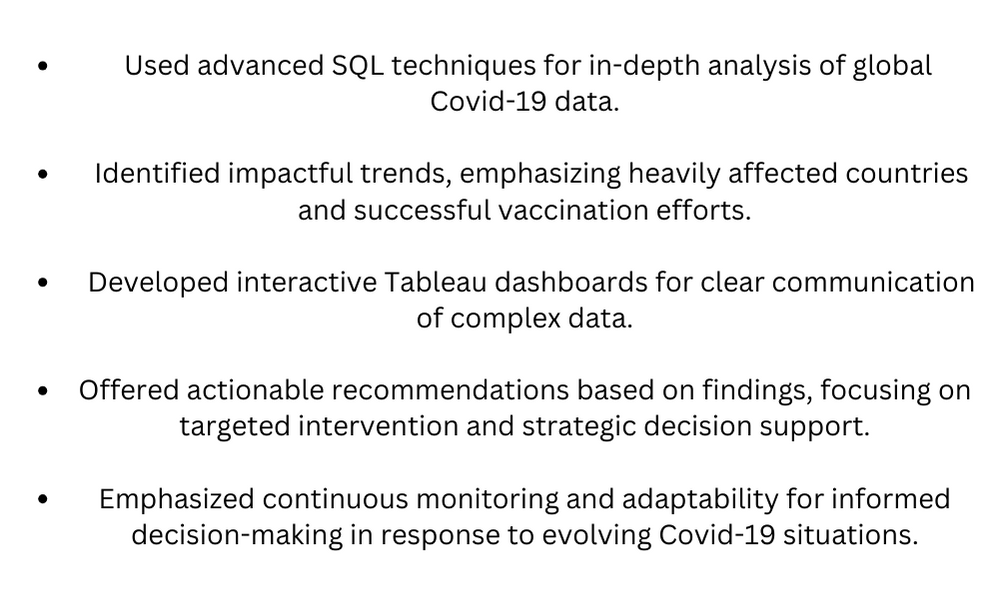 • Used advanced SQL techniques for in-depth analysis of global
Covid-19 data.
• Identified impactful trends, emphasizing heavily affected countries
and successful vaccination efforts.
• Developed interactive Tableau dashboards for clear communication
of complex data.
• Offered actionable recommendations based on findings, focusing on
targeted intervention and strategic decision support.
• Emphasized continuous monitoring and adaptability for informed
decision-making in response to evolving Covid-19 situations.